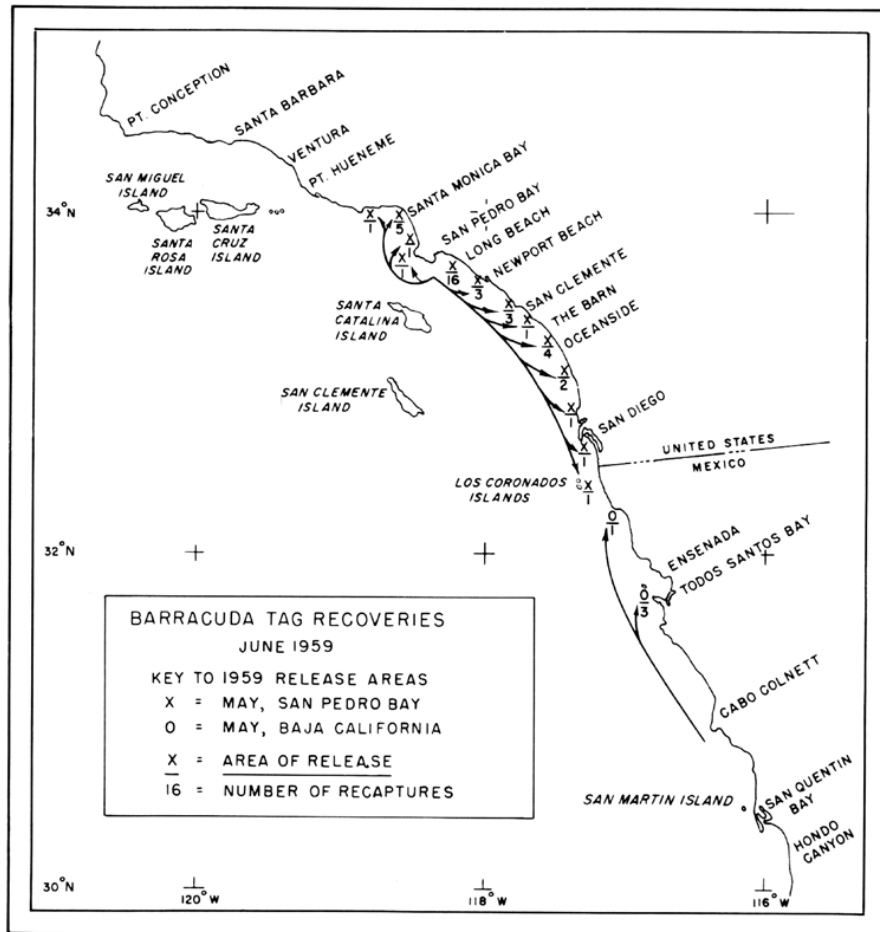 PT. CONCEPTION
SANTA BARBARA
VENTURA
PT. HUENEME
SAN MIGUEL
ISLAND
SANTA
ROSA
ISLAND
SANTA
CRUZ
ISLAND
34°N
SANTA MONICA BAY
SAN PEDRO BAY
LONG BEACH
NEWPORT BEACH
SAN CLEMENTE
THE BARN
OCEANSIDE
X
1
X
5
X
1
X
1
X
16
X
3
X
3
X
1
X
4
X
2
X
1
X
1
X
1
SANTA
CATALINA
ISLAND
SAN CLEMENTE
ISLAND
SAN DIEGO
UNITED STATES
MEXICO
LOS CORONADOS
ISLANDS
32°N
O
1
ENSENADA
TODOS SANTOS BAY
O
3
CABO COLNETT
SAN MARTIN ISLAND
SAN QUENTIN
BAY
HONDO
CANYON
BARRACUDA TAG RECOVERIES
JUNE 1959
KEY TO 1959 RELEASE AREAS
X = MAY, SAN PEDRO BAY
O = MAY, BAJA CALIFORNIA
X = AREA OF RELEASE
16 = NUMBER OF RECAPTURES
30°N
120°W
118°W
116°W